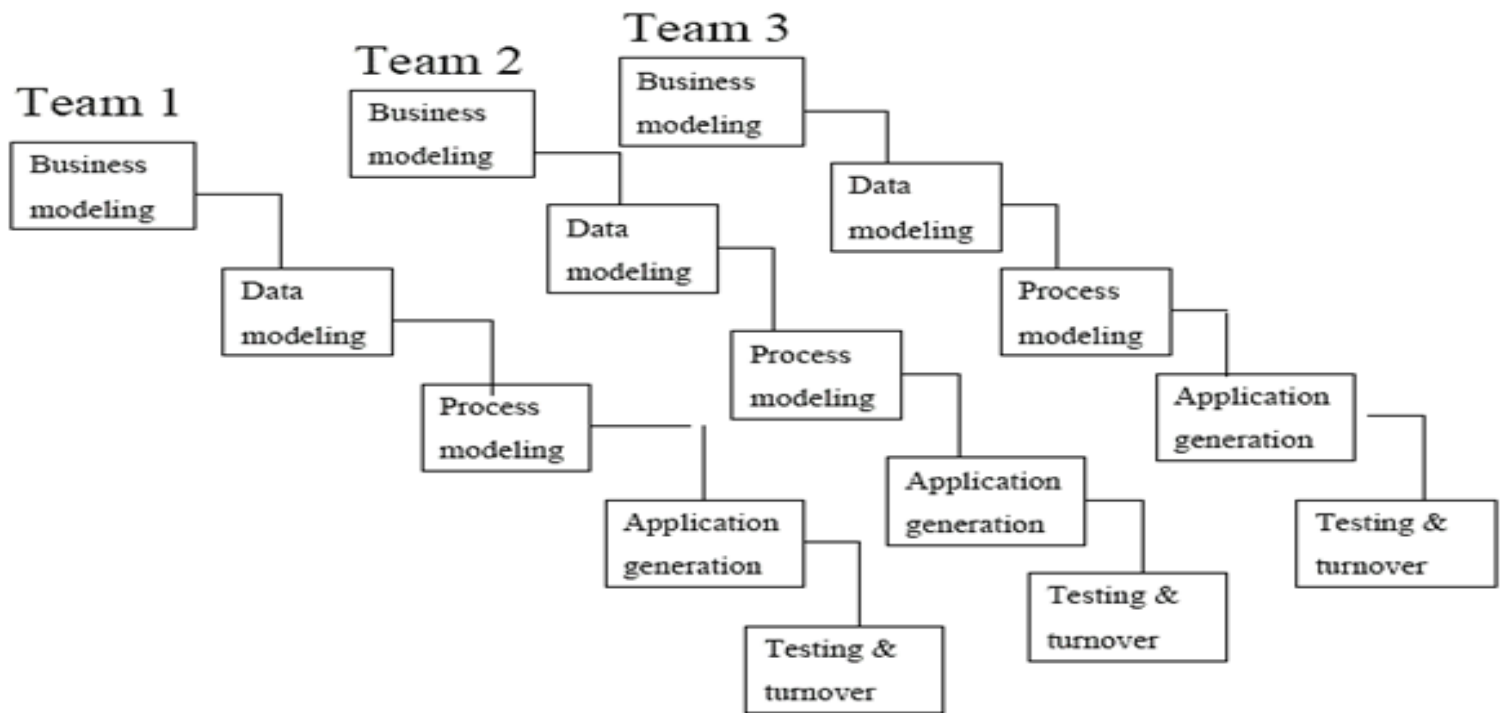 Team 1
Business
modeling
Data
modeling
Process
modeling
Application
generation
Testing &
turnover
Team 2
Business
modeling
Data
modeling
Process
modeling
Application
generation
Testing &
turnover
Team 3
Business
modeling
Data
modeling
Process
modeling
Application
generation
Testing &
turnover